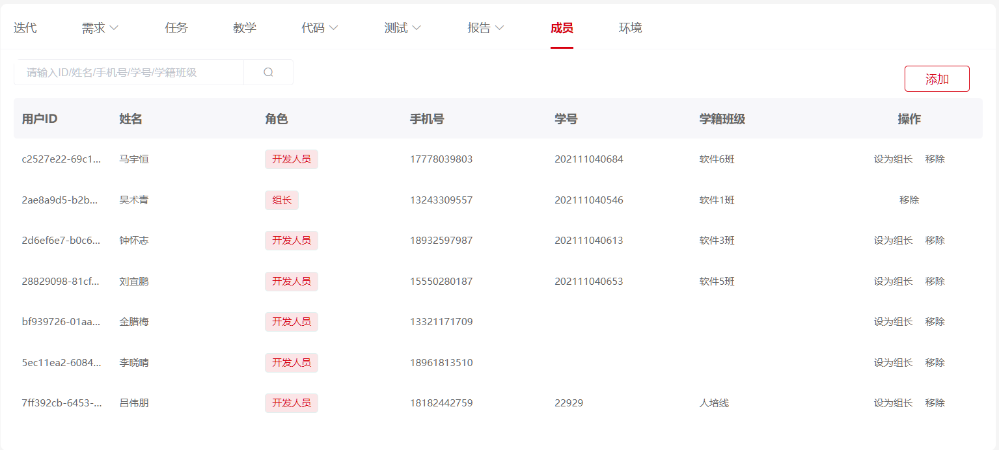 迭代 需求 任务 教学 代码 测试 报告 成员 环境
请输入ID/姓名/手机号/学号/学籍班级
添加
用户ID 姓名 角色 手机号 学号 学籍班级 操作
c2527e22-69c1... 马宇恒 开发人员 17778039803 202111040684 软件6班 设为组长 移除
2ae8a9d5-b2b... 吴术青 组长 13243309557 202111040546 软件1班 移除
2d6ef6e7-b0c6... 钟怀志 开发人员 18932597987 202111040613 软件3班 设为组长 移除
28829098-81cf... 刘宜鹏 开发人员 15550280187 202111040653 软件5班 设为组长 移除
bf939726-01aa... 金腊梅 开发人员 13321171709 设为组长 移除
5ec11ea2-6084... 李晓晴 开发人员 18961813510 设为组长 移除
7ff392cb-6453-... 吕伟朋 开发人员 18182442759 22929 人培线 设为组长 移除